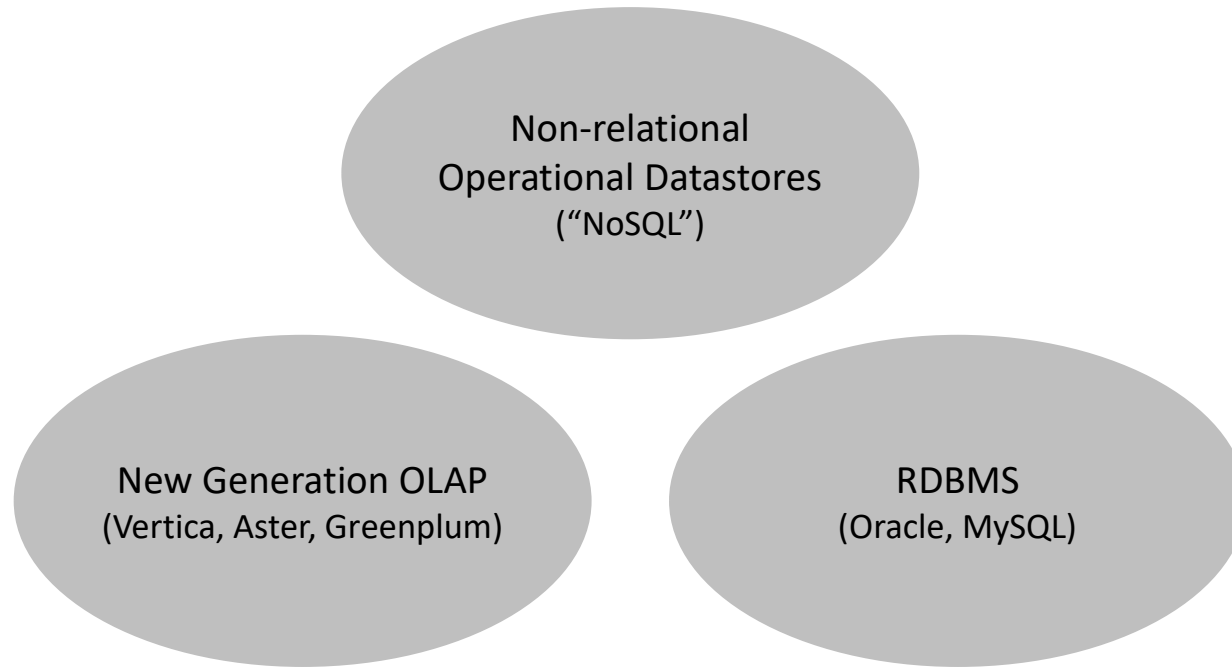 Non-relational
Operational Datastores
(“NoSQL”)
New Generation OLAP
(Vertica, Aster, Greenplum)
RDBMS
(Oracle, MySQL)